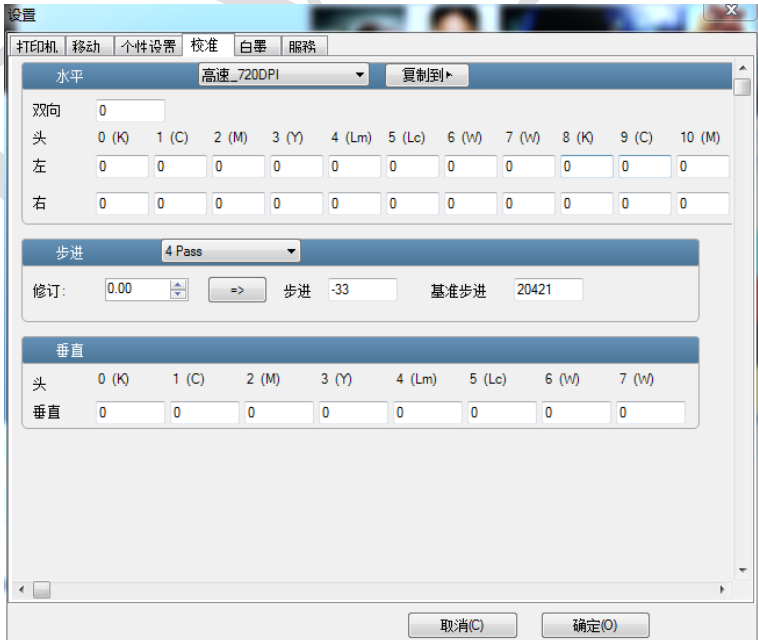 设置
打印机 移动 个性设置 校准 白墨 服務
水平 高速_720DPI 复制到
双向 0
头 0 (K) 1 (C) 2 (M) 3 (Y) 4 (Lm) 5 (Lc) 6 (W) 7 (W) 8 (K) 9 (C) 10 (M)
左 0 0 0 0 0 0 0 0 0 0 0
右 0 0 0 0 0 0 0 0 0 0 0
步进 4 Pass
修订: 0.00 => 步进 -33 基准步进 20421
垂直
头 0 (K) 1 (C) 2 (M) 3 (Y) 4 (Lm) 5 (Lc) 6 (W) 7 (W)
垂直 0 0 0 0 0 0 0 0
取消(C) 确定(O)